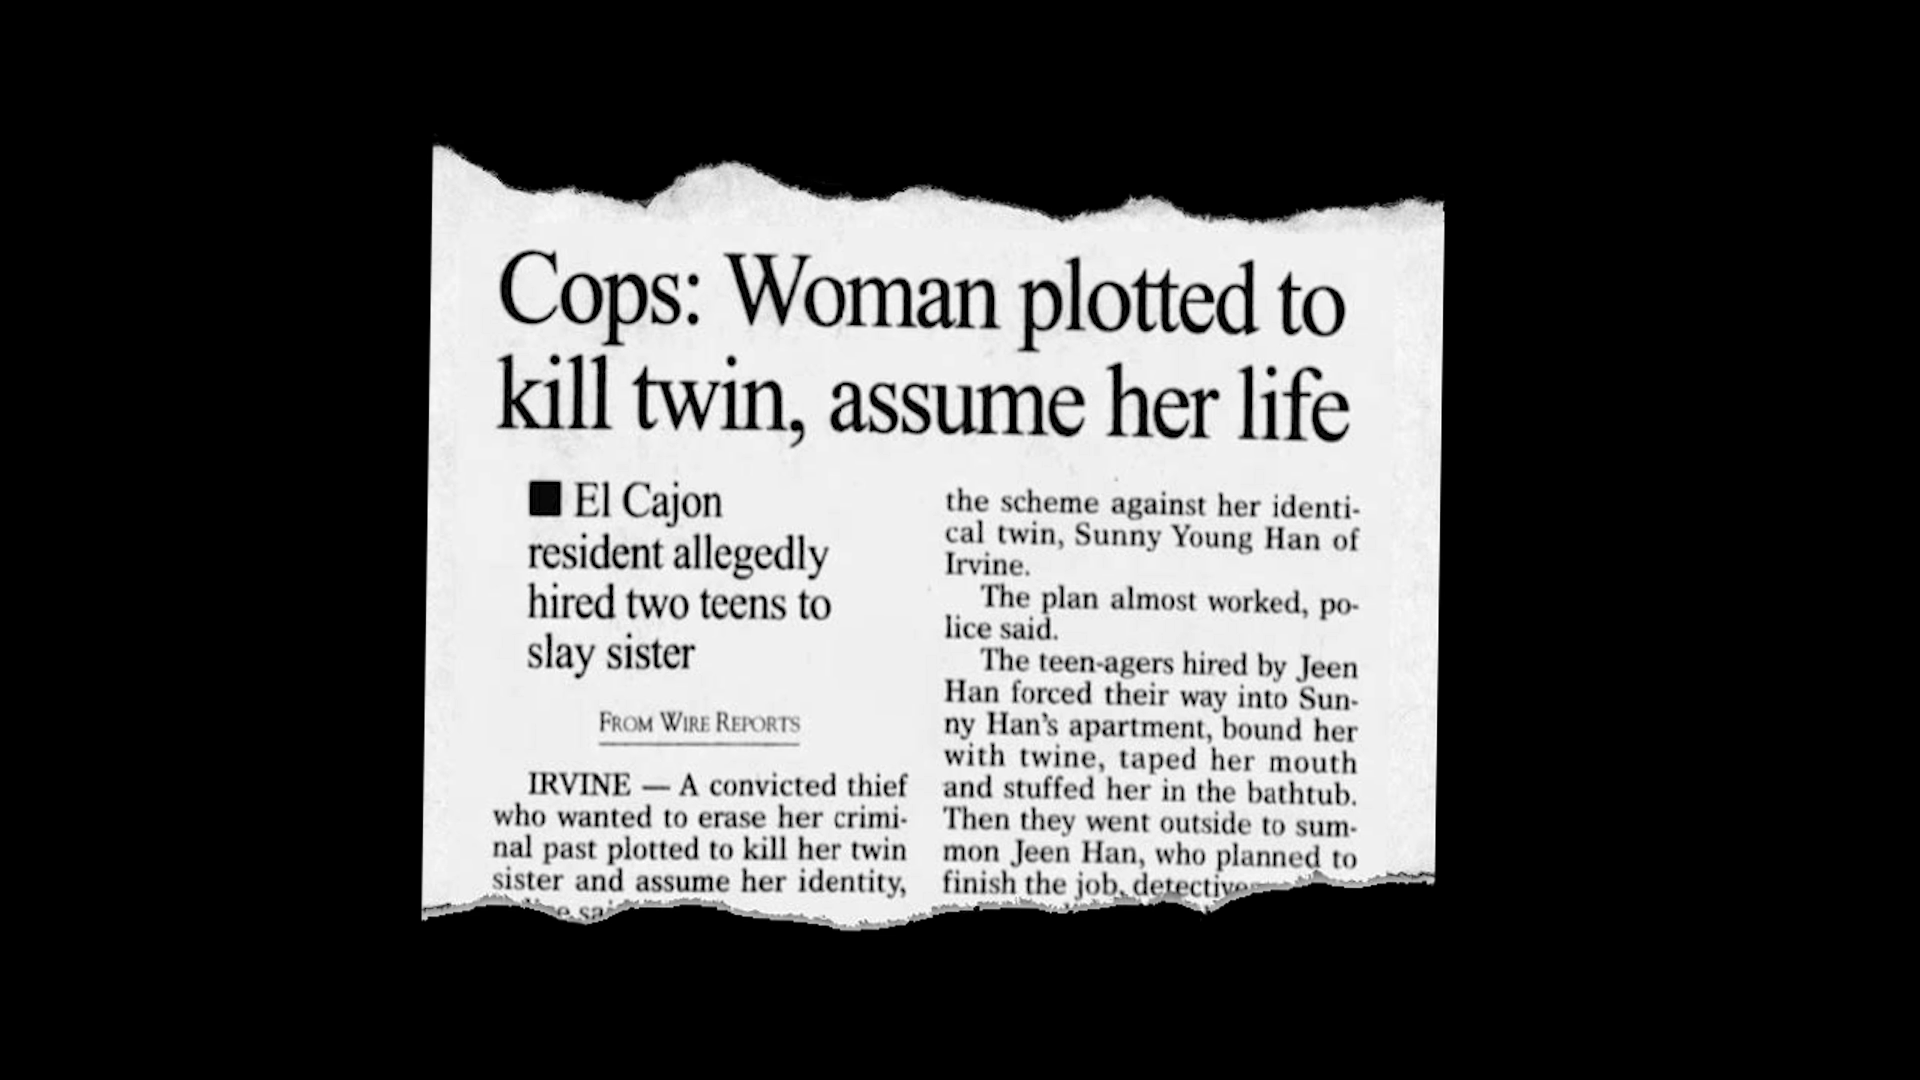 Cops: Woman plotted to
kill twin, assume her life
■ El Cajon
resident allegedly
hired two teens to
slay sister
FROM WIRE REPORTS
IRVINE — A convicted thief
who wanted to erase her crimi-
nal past plotted to kill her twin
sister and assume her identity,
the scheme against her identi-
cal twin, Sunny Young Han of
Irvine.
The plan almost worked, po-
lice said.
The teen-agers hired by Jeen
Han forced their way into Sun-
ny Han's apartment, bound her
with twine, taped her mouth
and stuffed her in the bathtub.
Then they went outside to sum-
mon Jeen Han, who planned to
finish the job,